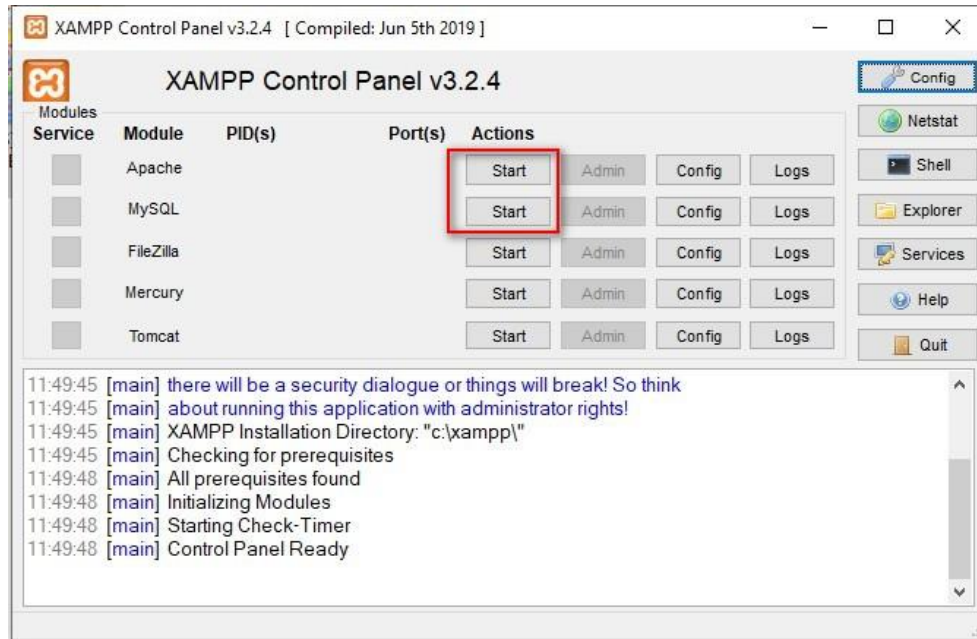 XAMPP Control Panel v3.2.4 [ Compiled: Jun 5th 2019 ]
XAMPP Control Panel v3.2.4
Config
Modules
Service Module PID(s) Port(s) Actions
Netstat
Apache Start Admin Config Logs
Shell
MySQL Start Admin Config Logs
Explorer
FileZilla Start Admin Config Logs
Services
Mercury Start Admin Config Logs
Help
Tomcat Start Admin Config Logs
Quit
11:49:45 [main] there will be a security dialogue or things will break! So think
11:49:45 [main] about running this application with administrator rights!
11:49:45 [main] XAMPP Installation Directory: "c:\xampp\"
11:49:45 [main] Checking for prerequisites
11:49:48 [main] All prerequisites found
11:49:48 [main] Initializing Modules
11:49:48 [main] Starting Check-Timer
11:49:48 [main] Control Panel Ready